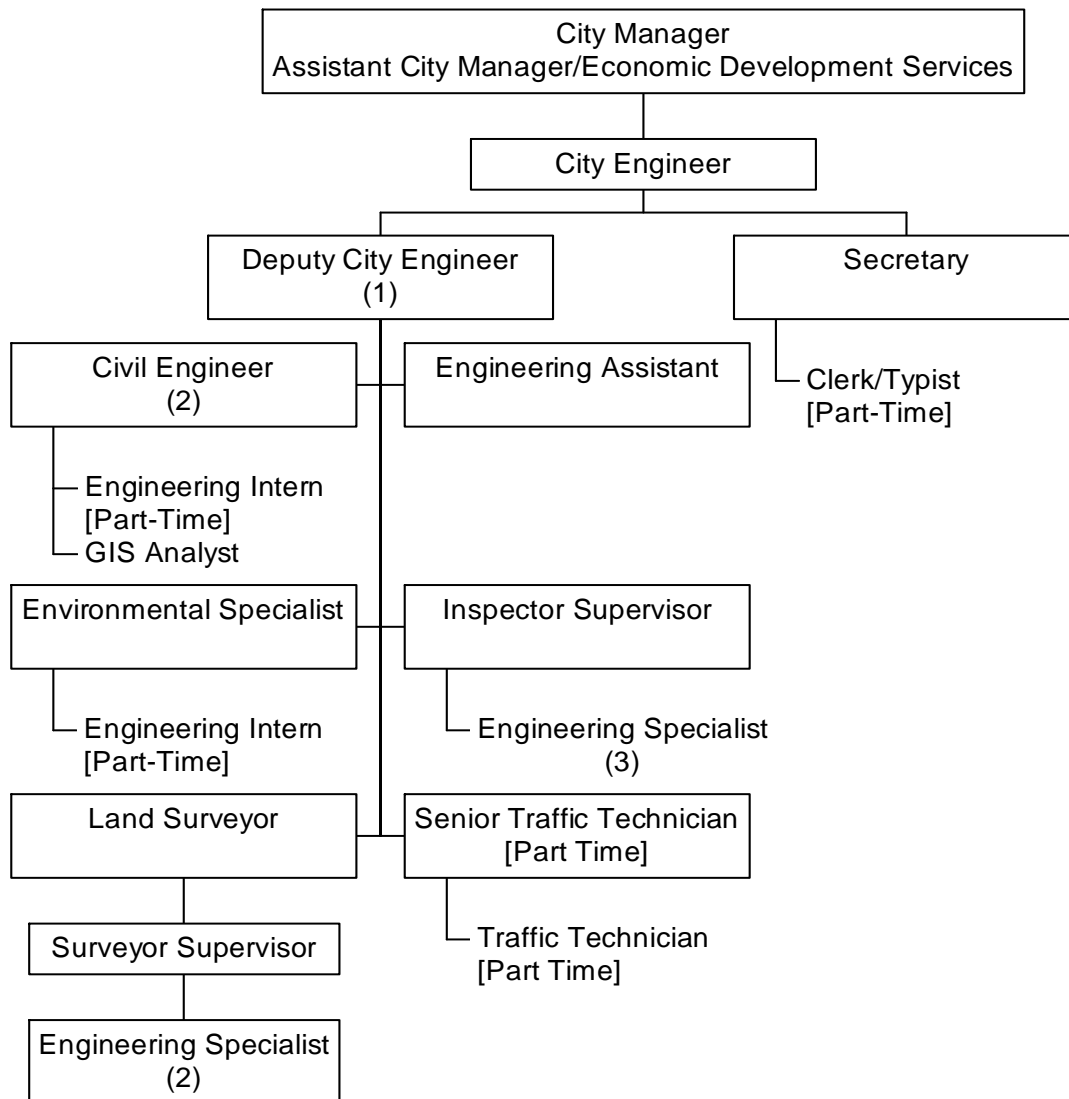 City Manager
Assistant City Manager/Economic Development Services
City Engineer
Deputy City Engineer
(1)
Secretary
Civil Engineer
(2)
Engineering Assistant
Clerk/Typist
[Part-Time]
Engineering Intern
[Part-Time]
GIS Analyst
Environmental Specialist
Inspector Supervisor
Engineering Intern
[Part-Time]
Engineering Specialist
(3)
Land Surveyor
Senior Traffic Technician
[Part Time]
Surveyor Supervisor
Traffic Technician
[Part Time]
Engineering Specialist
(2)